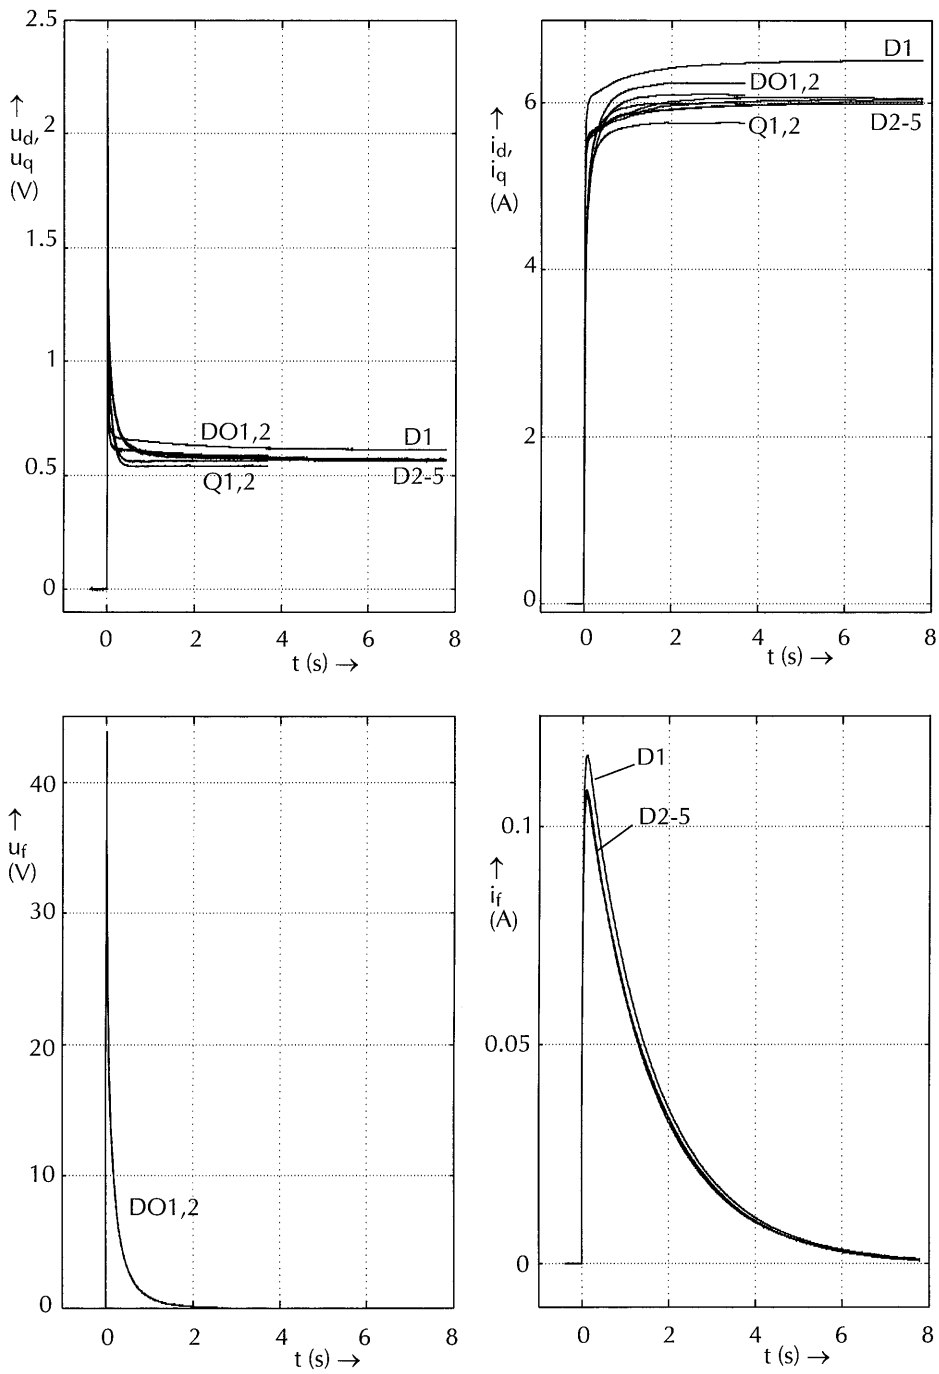 2.5
2
1.5
1
0.5
0
↑
u_d,
u_q
(V)
DO1,2
D1
Q1,2
D2-5
0 2 4 6 8
t (s) →
6
4
2
0
↑
i_d,
i_q
(A)
D1
DO1,2
Q1,2
D2-5
0 2 4 6 8
t (s) →
40
30
20
10
0
↑
u_f
(V)
DO1,2
0 2 4 6 8
t (s) →
0.1
0.05
0
↑
i_f
(A)
D1
D2-5
0 2 4 6 8
t (s) →